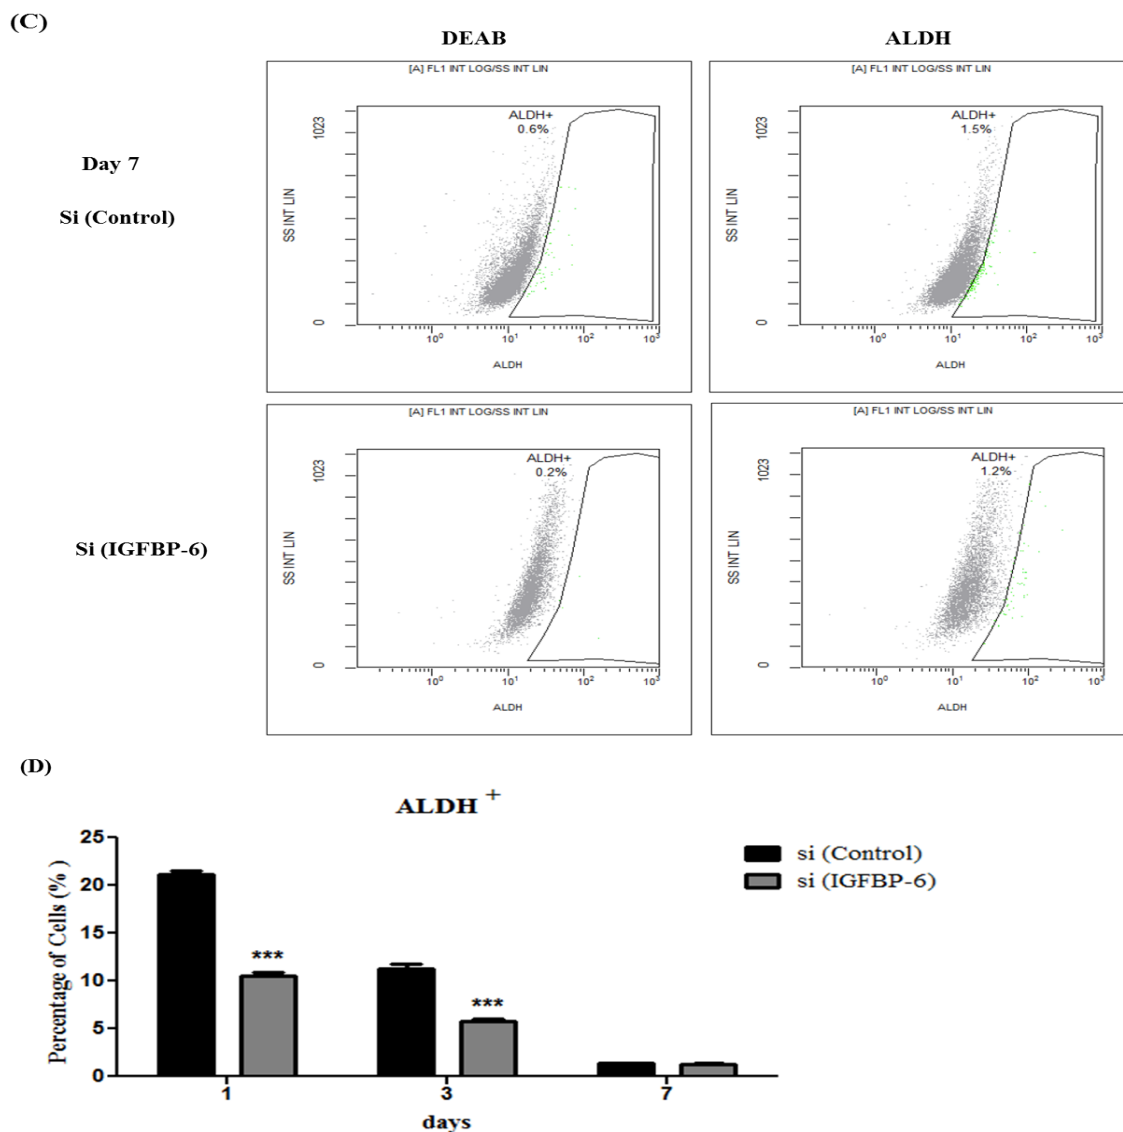 (C)
DEAB
ALDH
[A] FL1 INT LOG/SS INT LIN
[A] FL1 INT LOG/SS INT LIN
Day 7
Si (Control)
SS INT LIN
1023
0
ALDH+
0.6%
10⁰ 10¹ 10² 10³
ALDH
SS INT LIN
1023
0
ALDH+
1.5%
10⁰ 10¹ 10² 10³
ALDH
[A] FL1 INT LOG/SS INT LIN
[A] FL1 INT LOG/SS INT LIN
Si (IGFBP-6)
SS INT LIN
1023
0
ALDH+
0.2%
10⁰ 10¹ 10² 10³
ALDH
SS INT LIN
1023
0
ALDH+
1.2%
10⁰ 10¹ 10² 10³
ALDH
(D)
ALDH +
Percentage of Cells (% )
25
20
15
10
5
0
***
***
1 3 7
days
si (Control)
si (IGFBP-6)